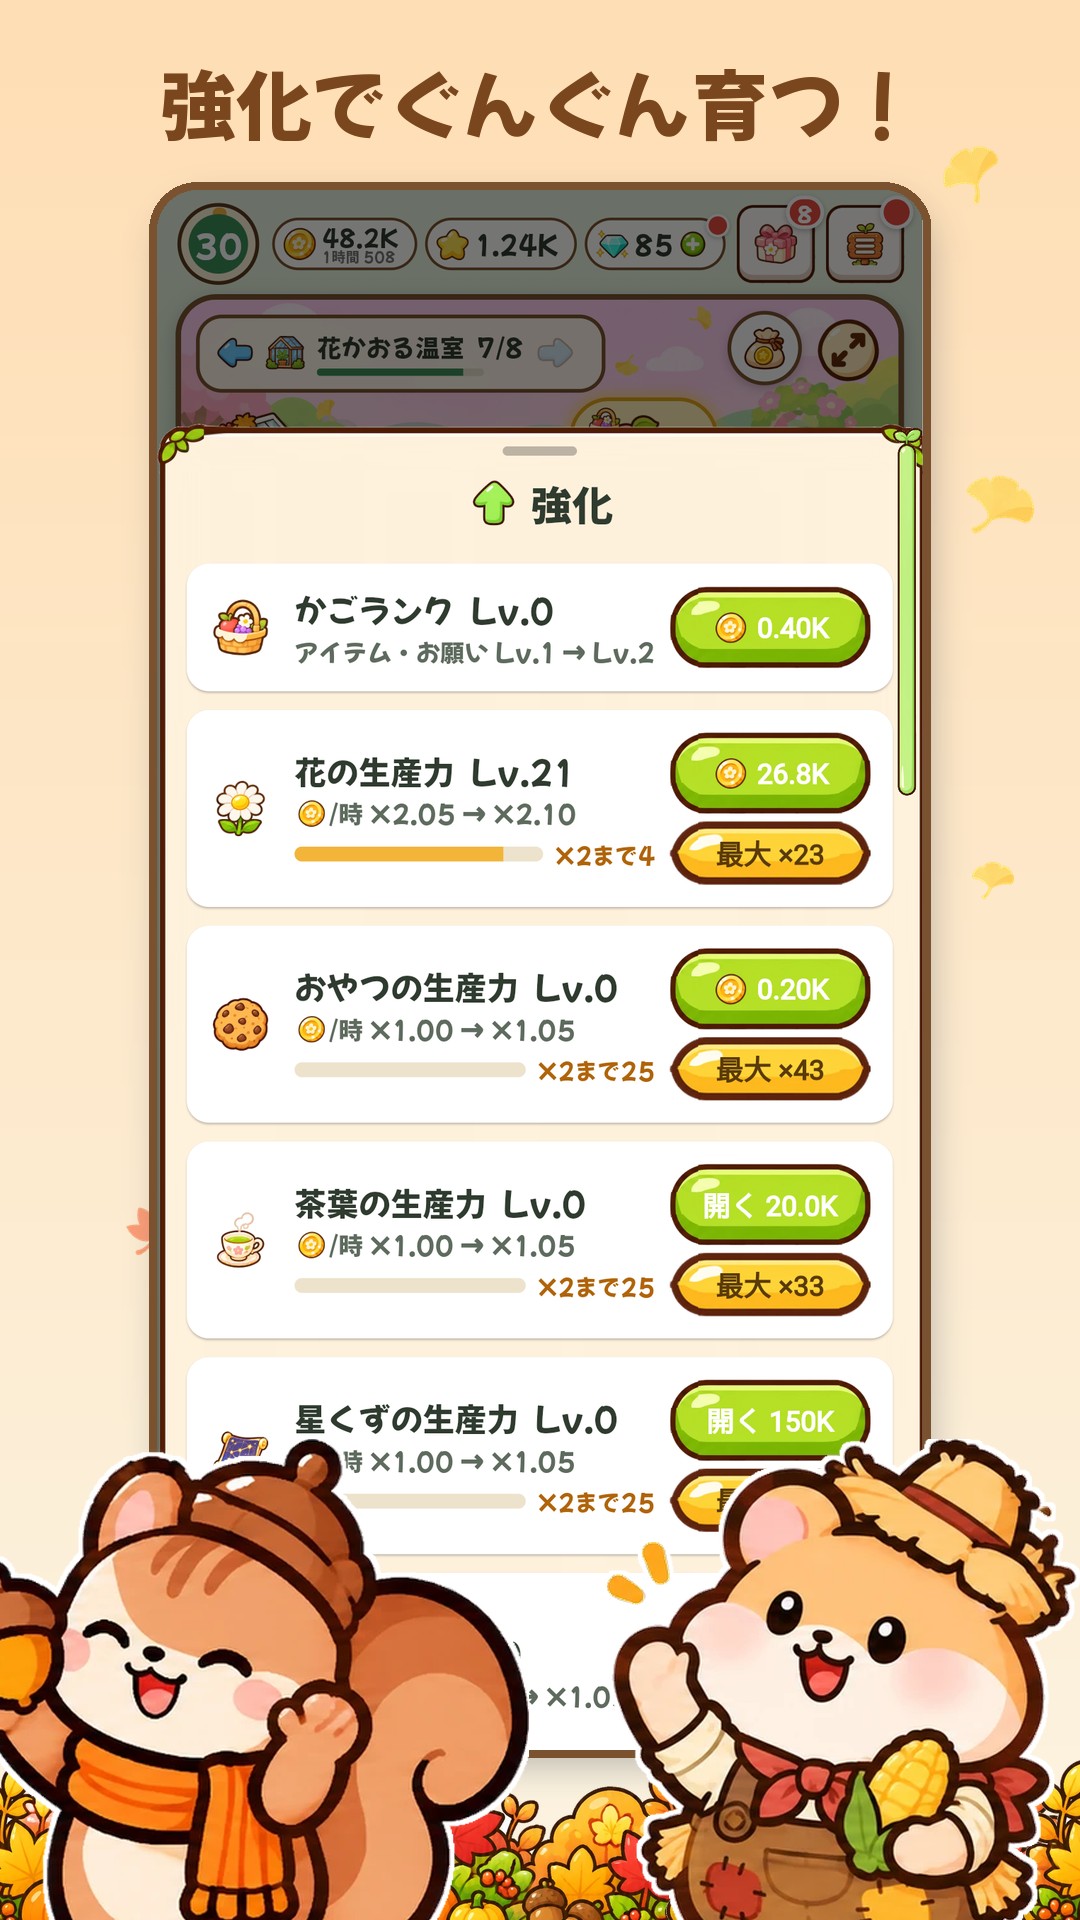 強化でぐんぐん育つ！
30
48.2K
1時間 508
1.24K
85
8
花かおる温室 7/8
強化
かごランク Lv.0
アイテム・お願い Lv.1 → Lv.2
0.40K
花の生産力 Lv.21
/時 ×2.05 → ×2.10
×2まで4
26.8K
最大 ×23
おやつの生産力 Lv.0
/時 ×1.00 → ×1.05
×2まで25
0.20K
最大 ×43
茶葉の生産力 Lv.0
/時 ×1.00 → ×1.05
×2まで25
開く 20.0K
最大 ×33
星くずの生産力 Lv.0
時 ×1.00 → ×1.05
×2まで25
開く 150K
→ ×1.0